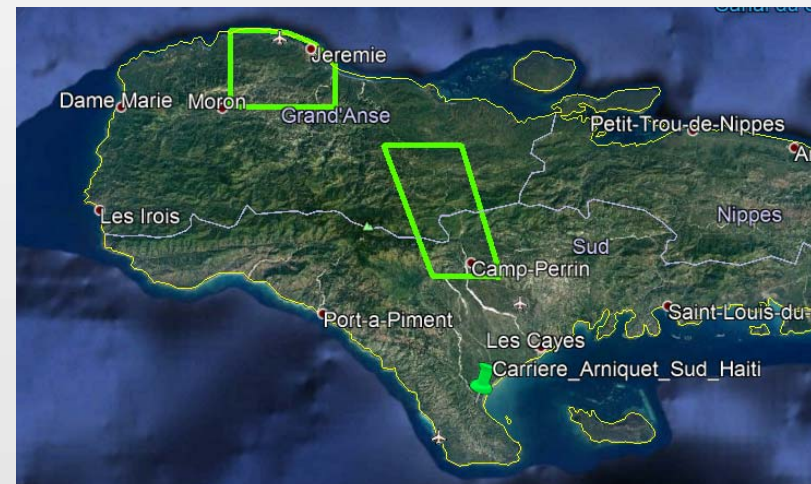 Jeremie
Dame Marie
Moron
Grand'Anse
Petit-Trou-de-Nippes
Les Irois
Nippes
Sud
Camp-Perrin
Port-a-Piment
Saint-Louis-du-
Les Cayes
Carriere_Arniquet_Sud_Haiti